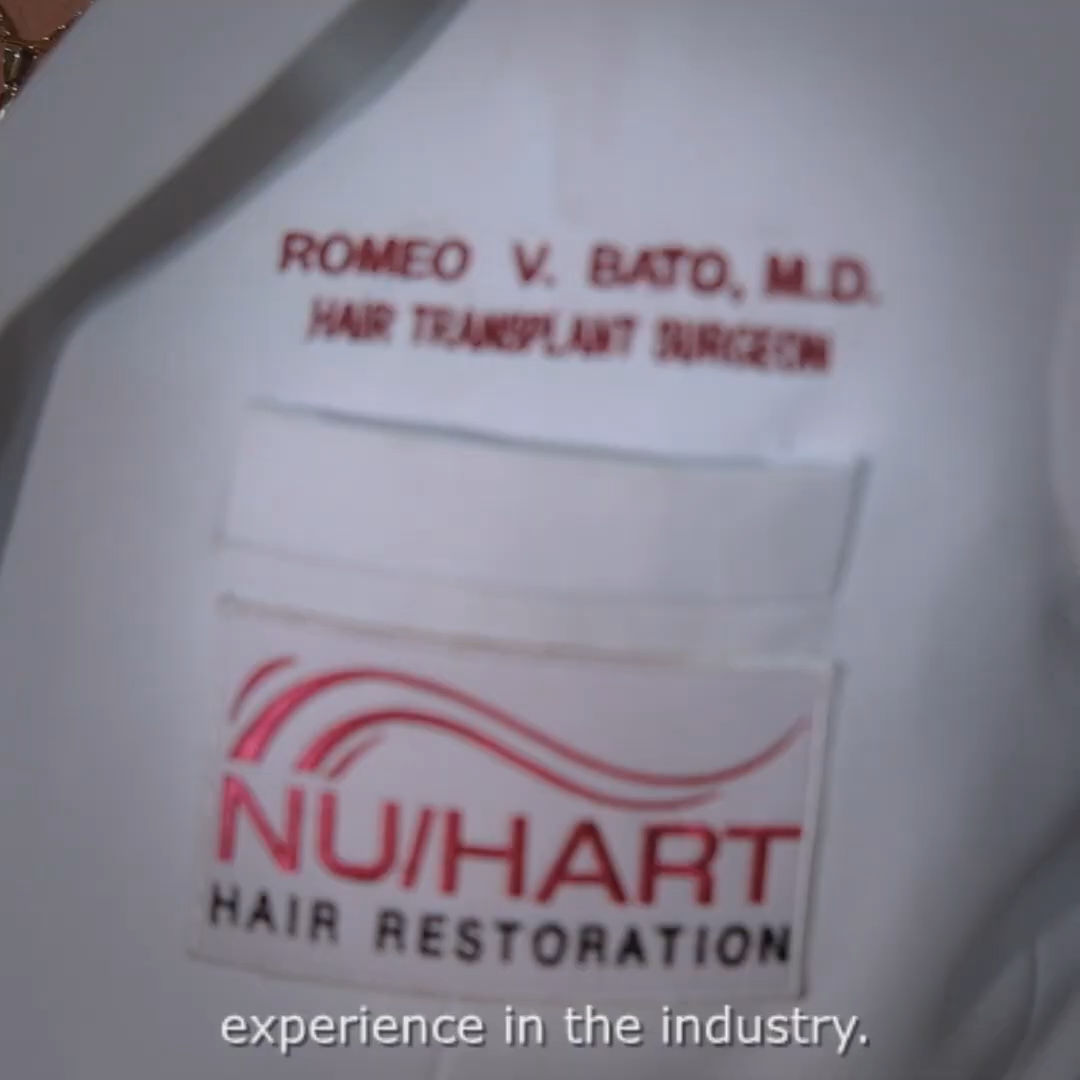 ROMEO V. BATO, M.D.
HAIR TRANSPLANT SURGEON
NU/HART
HAIR RESTORATION
experience in the industry.